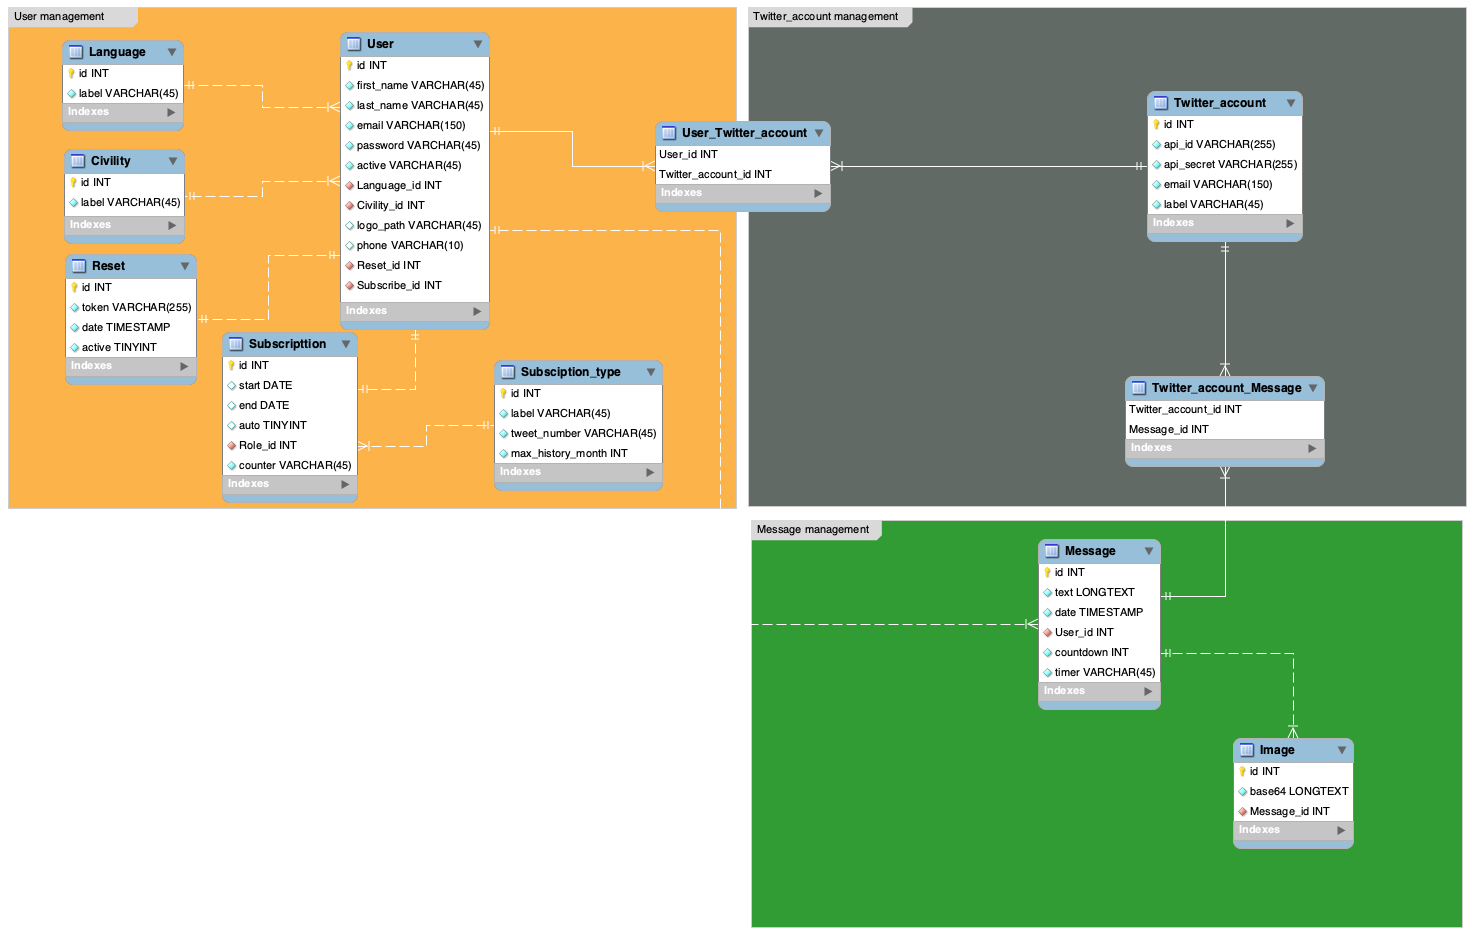 User management
Language
id INT
label VARCHAR(45)
Indexes
Civility
id INT
label VARCHAR(45)
Indexes
Reset
id INT
token VARCHAR(255)
date TIMESTAMP
active TINYINT
Indexes
User
id INT
first_name VARCHAR(45)
last_name VARCHAR(45)
email VARCHAR(150)
password VARCHAR(45)
active VARCHAR(45)
Language_id INT
Civility_id INT
logo_path VARCHAR(45)
phone VARCHAR(10)
Reset_id INT
Subscribe_id INT
Indexes
Subscripttion
id INT
start DATE
end DATE
auto TINYINT
Role_id INT
counter VARCHAR(45)
Indexes
Subsciption_type
id INT
label VARCHAR(45)
tweet_number VARCHAR(45)
max_history_month INT
Indexes
User_Twitter_account
User_id INT
Twitter_account_id INT
Indexes
Twitter_account management
Twitter_account
id INT
api_id VARCHAR(255)
api_secret VARCHAR(255)
email VARCHAR(150)
label VARCHAR(45)
Indexes
Twitter_account_Message
Twitter_account_id INT
Message_id INT
Indexes
Message management
Message
id INT
text LONGTEXT
date TIMESTAMP
User_id INT
countdown INT
timer VARCHAR(45)
Indexes
Image
id INT
base64 LONGTEXT
Message_id INT
Indexes